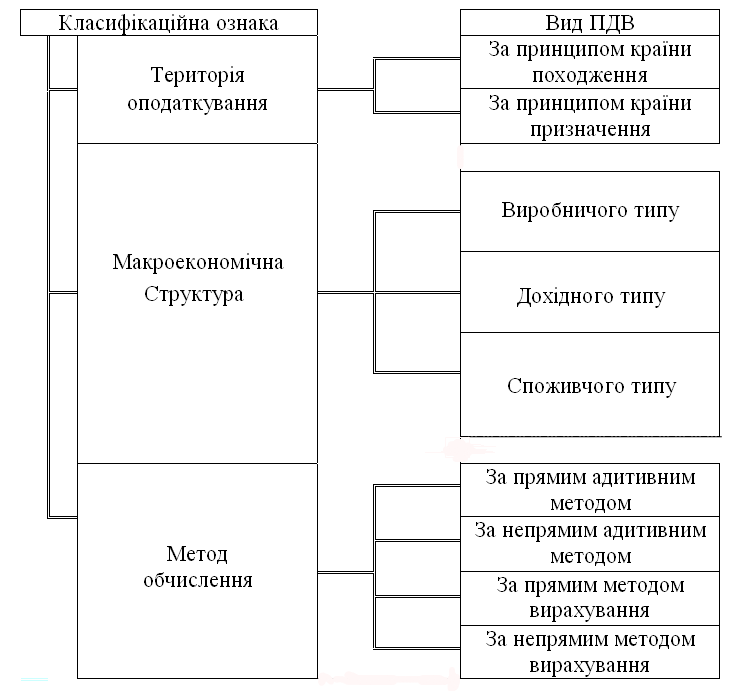 Класифікаційна ознака
Вид ПДВ
Територія
оподаткування
За принципом країни
походження
За принципом країни
призначення
Макроекономічна
Структура
Виробничого типу
Дохідного типу
Споживчого типу
Метод
обчислення
За прямим адитивним
методом
За непрямим адитивним
методом
За прямим методом
вирахування
За непрямим методом
вирахування